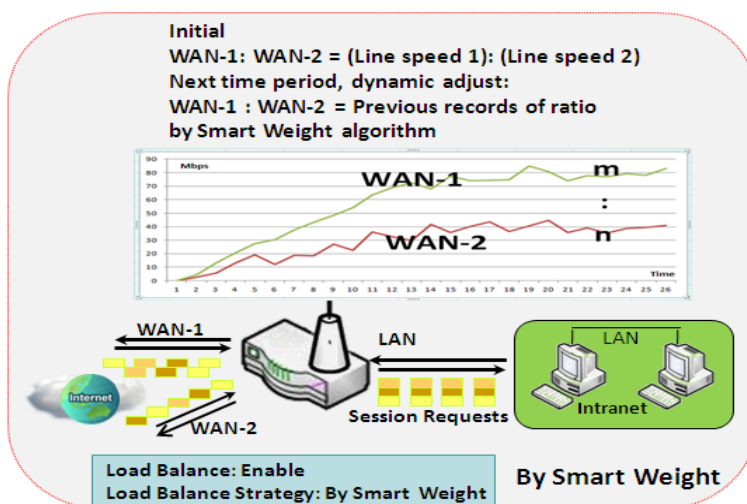 Initial
WAN-1: WAN-2 = (Line speed 1): (Line speed 2)
Next time period, dynamic adjust:
WAN-1 : WAN-2 = Previous records of ratio
by Smart Weight algorithm
90
80
70
60
50
40
30
20
10
0
Mbps
WAN-1
m
:
WAN-2
n
Time
1 2 3 4 5 6 7 8 9 10 11 12 13 14 15 16 17 18 19 20 21 22 23 24 25 26
WAN-1
LAN
LAN
Internet
Session Requests
Intranet
WAN-2
Load Balance: Enable
Load Balance Strategy: By Smart Weight
By Smart Weight